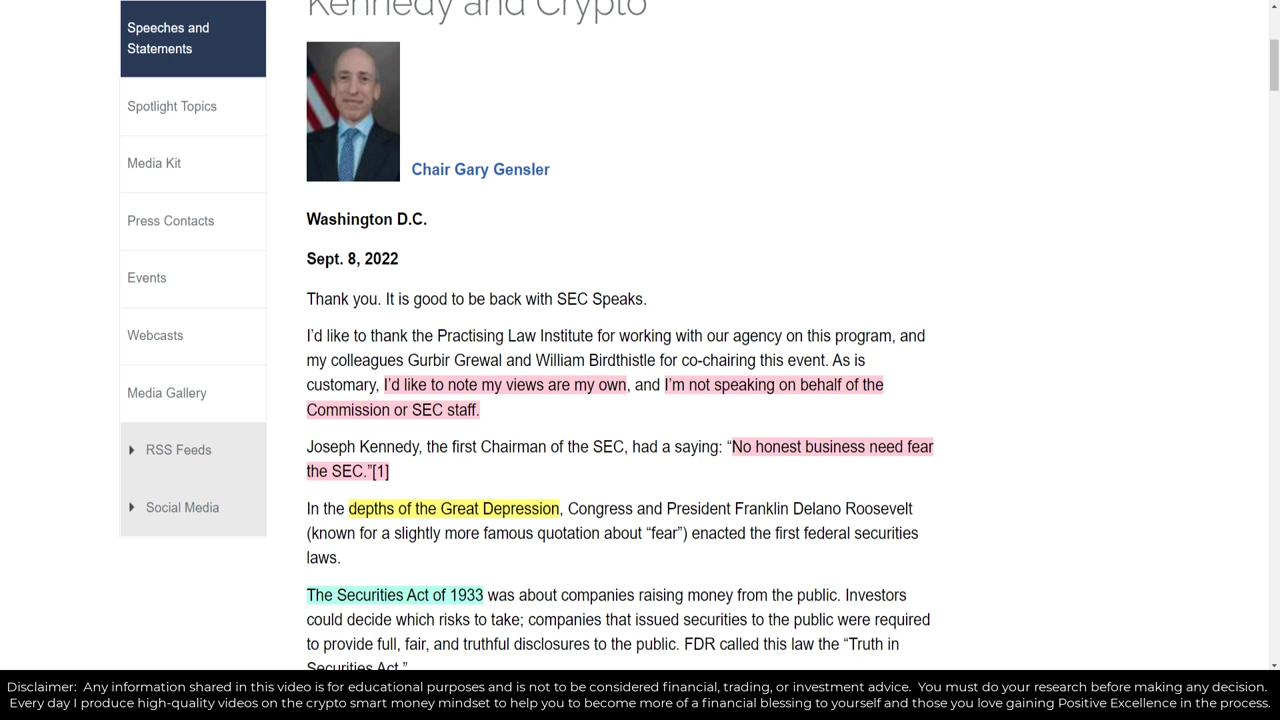 Kennedy and Crypto
Speeches and
Statements
Spotlight Topics
Media Kit
Press Contacts
Events
Webcasts
Media Gallery
RSS Feeds
Social Media
Chair Gary Gensler
Washington D.C.
Sept. 8, 2022
Thank you. It is good to be back with SEC Speaks.
I’d like to thank the Practising Law Institute for working with our agency on this program, and
my colleagues Gurbir Grewal and William Birdthistle for co-chairing this event. As is
customary, I’d like to note my views are my own, and I’m not speaking on behalf of the
Commission or SEC staff.
Joseph Kennedy, the first Chairman of the SEC, had a saying: “No honest business need fear
the SEC.”[1]
In the depths of the Great Depression, Congress and President Franklin Delano Roosevelt
(known for a slightly more famous quotation about “fear”) enacted the first federal securities
laws.
The Securities Act of 1933 was about companies raising money from the public. Investors
could decide which risks to take; companies that issued securities to the public were required
to provide full, fair, and truthful disclosures to the public. FDR called this law the “Truth in
Securities Act.”
Disclaimer:  Any information shared in this video is for educational purposes and is not to be considered financial, trading, or investment advice.  You must do your research before making any decision.
Every day I produce high-quality videos on the crypto smart money mindset to help you to become more of a financial blessing to yourself and those you love gaining Positive Excellence in the process.